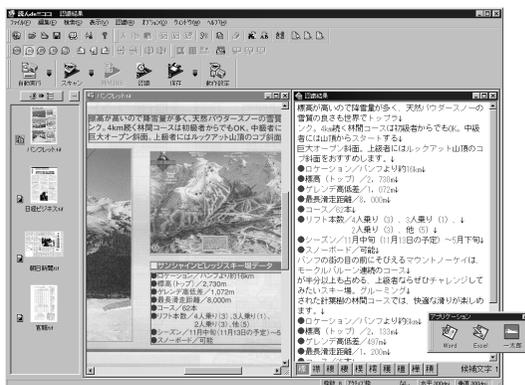 読んde!!ココ 認識結果
ファイル(F) 編集(E) 検索(S) 表示(V) 認識(R) オプション(O) ウィンドウ(W) ヘルプ(H)
自動実行 スキャン 認識 保存 動作設定
パンフレット.tif
日経ビジネス.tif
朝日新聞.tif
官報.tif
パンフレット.tif
標高が高いので降雪量が多く、天然パウダースノーの雪質
ンク。4km続く林間コースは初級者からでもOK。中級者に
巨大オープン斜面。上級者にはルックアット山頂のコブ斜面
■サンシャインビレッジスキー場データ
●ロケーション/バンフより約16km
●標高(トップ)/2,730m
●ゲレンデ高低差/1,072m
●最長滑走距離/8,000m
●コース/62本
●リフト本数/4人乗り(3)、3人乗り(1)、
2人乗り(3)、他(5)
●シーズン/11月中旬(11月13日の予定)〜5
●スノーボード/可能
認識結果
標高が高いので降雪量が多く、天然パウダースノーの
雪質の良さも世界でトップラ↓
ンク。4km続く林間コースは初級者からでもOK。中級
者には山頂からスタートする↓
巨大オープン斜面。上級者にはルックアット山頂のコ
ブ斜面をおすすめします。↓
●ロケーション/バンフより約16km↓
●標高(トップ)/2,730m↓
●ゲレンデ高低差/1,072m↓
●最長滑走距離/8,000m↓
●コース/62本↓
●リフト本数/4人乗り(3)、3人乗り(1)、↓
2人乗り(3)、他(5)↓
●シーズン/11月中旬(11月13日の予定)〜5月下旬↓
●スノーボード/可能↓
バンフの街の目の前にそびえるマウントノーケイは、
モーグルバーン連続のコース↓
が半分以上も占める、上級者ならぜひチャレンジして
みたいスキー場。グルーミング↓
された針葉樹の林間コースでは、快適な滑りが楽しめ
ます。↓
●ロケーション/バンフより約6km↓
●標高(トップ)/2,133m↓
●ゲレンデ高低差/497m↓
●最長滑走距離/1,200m↓
アプリケーション
Word Excel 一太郎
候補文字 1